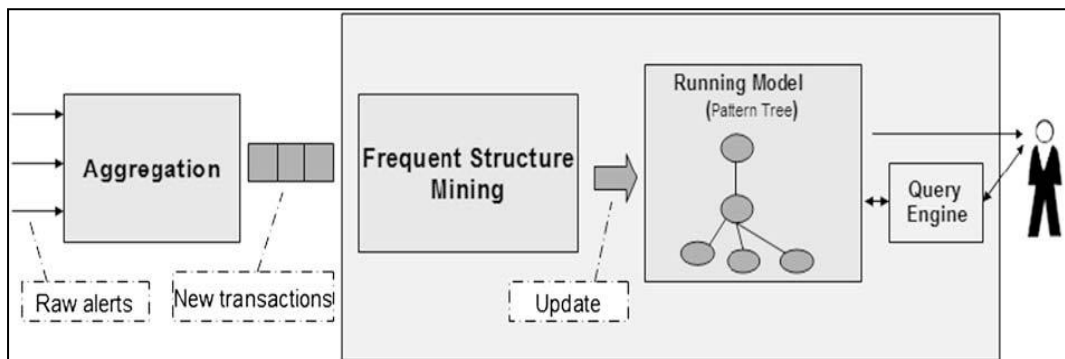 Aggregation
Raw alerts
New transactions
Frequent Structure
Mining
Update
Running Model
(Pattern Tree)
Query
Engine